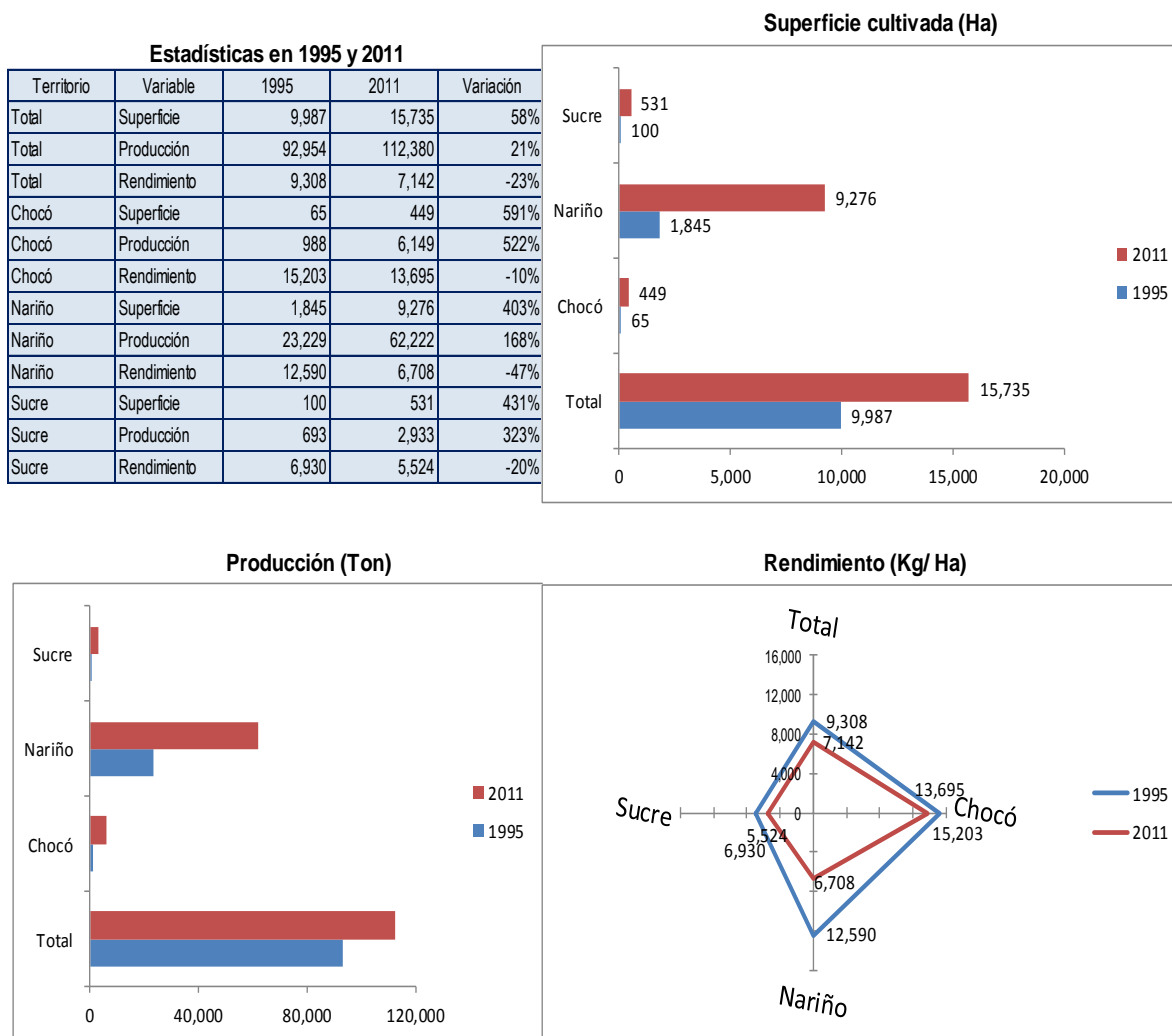 Estadísticas en 1995 y 2011
Territorio Variable 1995 2011 Variación
Total Superficie 9,987 15,735 58%
Total Producción 92,954 112,380 21%
Total Rendimiento 9,308 7,142 -23%
Chocó Superficie 65 449 591%
Chocó Producción 988 6,149 522%
Chocó Rendimiento 15,203 13,695 -10%
Nariño Superficie 1,845 9,276 403%
Nariño Producción 23,229 62,222 168%
Nariño Rendimiento 12,590 6,708 -47%
Sucre Superficie 100 531 431%
Sucre Producción 693 2,933 323%
Sucre Rendimiento 6,930 5,524 -20%
Superficie cultivada (Ha)
531
Sucre
100
9,276
Nariño
1,845
2011
449
1995
Chocó
65
15,735
Total
9,987
0 5,000 10,000 15,000 20,000
Producción (Ton)
Sucre
Nariño
2011
1995
Chocó
Total
0 40,000 80,000 120,000
Rendimiento (Kg/ Ha)
Total
16,000
12,000
9,308
8,000
7,142
4,000
13,695
1995
Sucre 0 Chocó
2011
5,524 15,203
6,930
6,708
12,590
Nariño